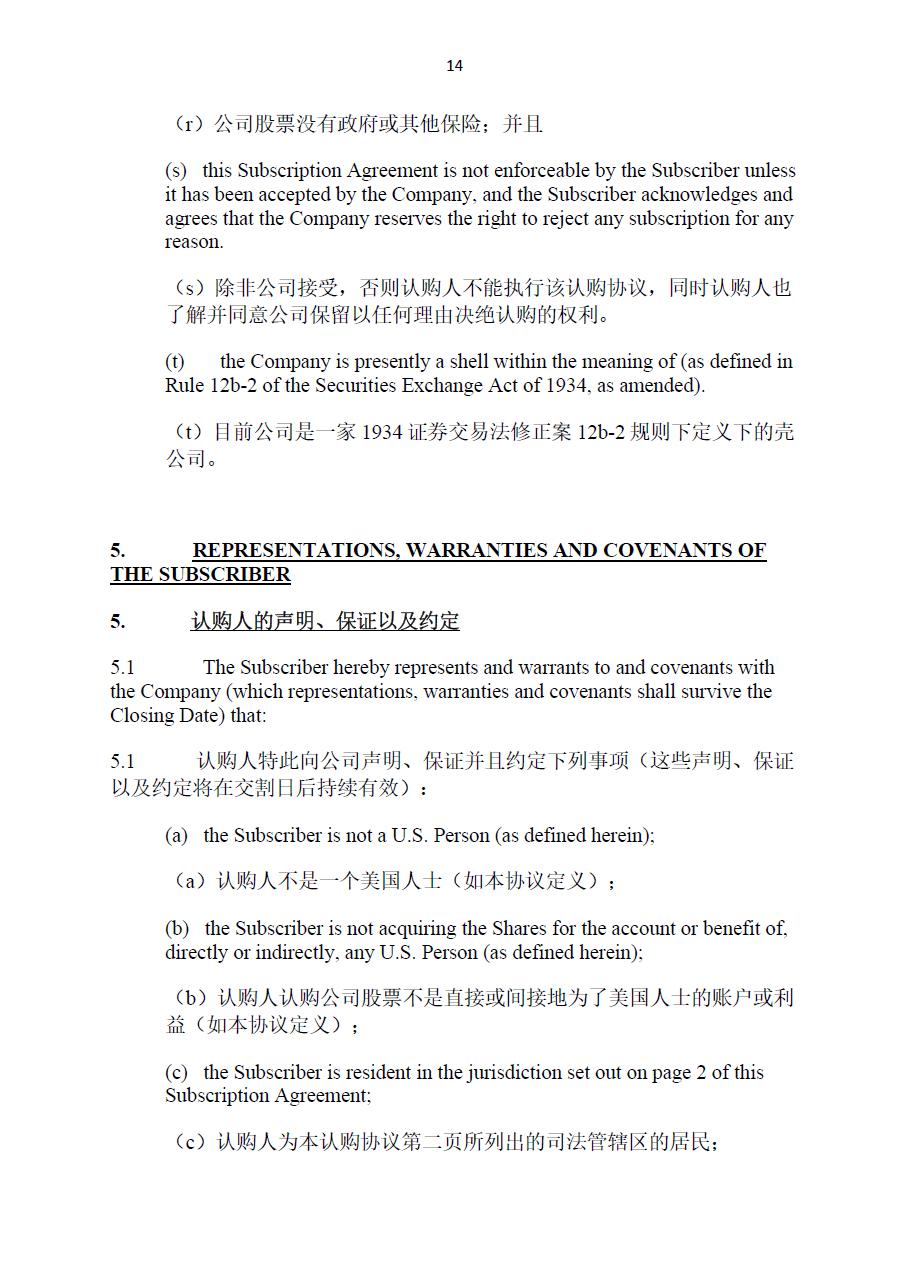 14
（r）公司股票没有政府或其他保险；并且
(s) this Subscription Agreement is not enforceable by the Subscriber unless
it has been accepted by the Company, and the Subscriber acknowledges and
agrees that the Company reserves the right to reject any subscription for any
reason.
（s）除非公司接受，否则认购人不能执行该认购协议，同时认购人也
了解并同意公司保留以任何理由决绝认购的权利。
(t) the Company is presently a shell within the meaning of (as defined in
Rule 12b-2 of the Securities Exchange Act of 1934, as amended).
（t）目前公司是一家 1934 证券交易法修正案 12b-2 规则下定义下的壳
公司。
5. REPRESENTATIONS, WARRANTIES AND COVENANTS OF
THE SUBSCRIBER
5. 认购人的声明、保证以及约定
5.1 The Subscriber hereby represents and warrants to and covenants with
the Company (which representations, warranties and covenants shall survive the
Closing Date) that:
5.1 认购人特此向公司声明、保证并且约定下列事项（这些声明、保证
以及约定将在交割日后持续有效）：
(a) the Subscriber is not a U.S. Person (as defined herein);
（a）认购人不是一个美国人士（如本协议定义）；
(b) the Subscriber is not acquiring the Shares for the account or benefit of,
directly or indirectly, any U.S. Person (as defined herein);
（b）认购人认购公司股票不是直接或间接地为了美国人士的账户或利
益（如本协议定义）；
(c) the Subscriber is resident in the jurisdiction set out on page 2 of this
Subscription Agreement;
（c）认购人为本认购协议第二页所列出的司法管辖区的居民；